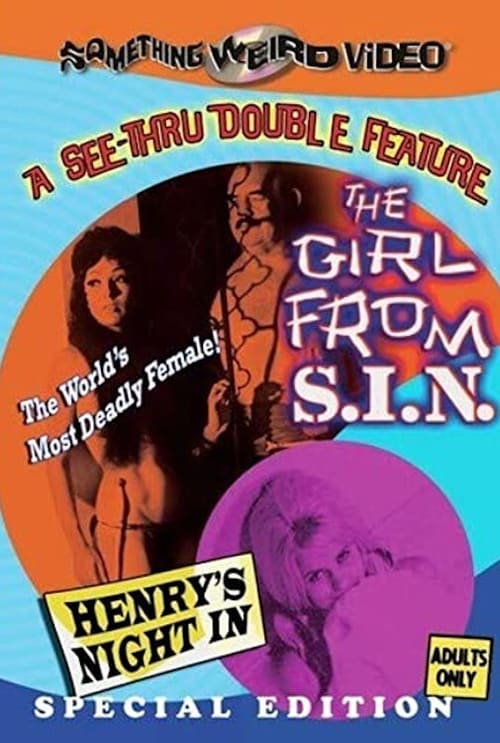 SOMETHING WEIRD VIDEO
A SEE-THRU DOUBLE FEATURE
THE
GIRL
FROM
S.I.N.
The World's
Most Deadly Female!
HENRY'S
NIGHT IN
ADULTS
ONLY
SPECIAL EDITION